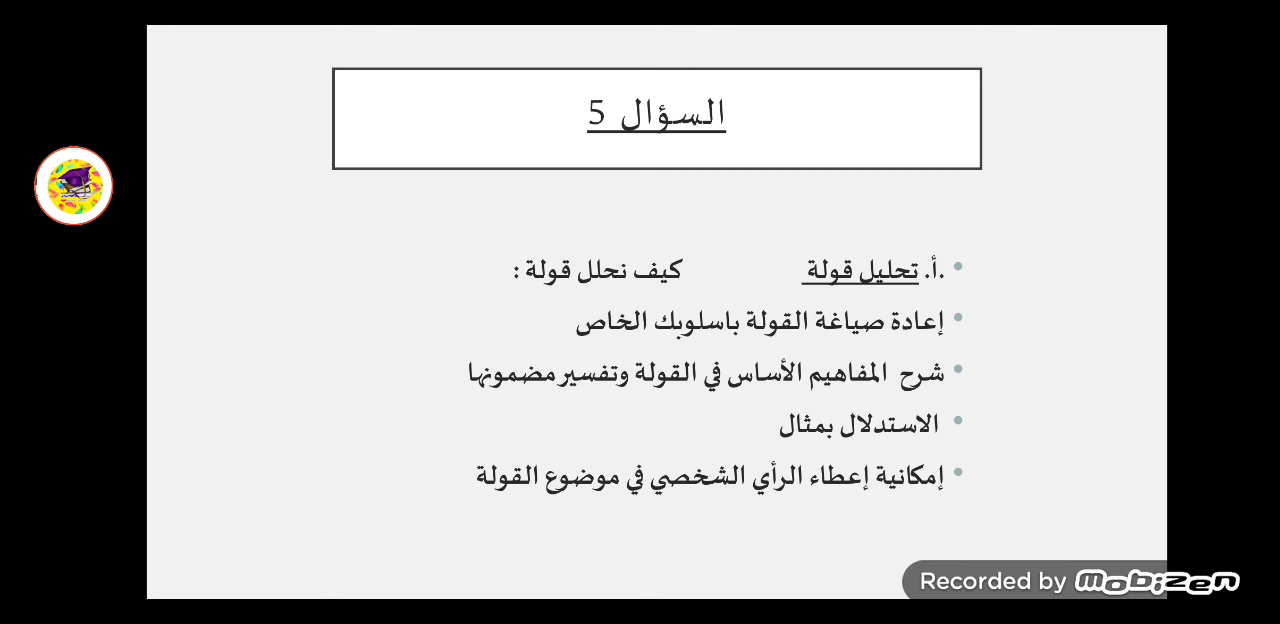 السؤال 5
.أ. تحليل قولة كيف نحلل قولة :
إعادة صياغة القولة باسلوبك الخاص
شرح المفاهيم الأساس في القولة وتفسير مضمونها
الاستدلال بمثال
إمكانية إعطاء الرأي الشخصي في موضوع القولة
Recorded by mobizen